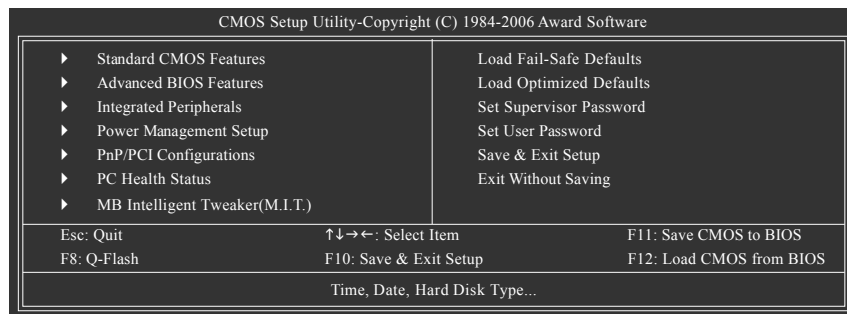 CMOS Setup Utility-Copyright (C) 1984-2006 Award Software
Standard CMOS Features
Advanced BIOS Features
Integrated Peripherals
Power Management Setup
PnP/PCI Configurations
PC Health Status
MB Intelligent Tweaker(M.I.T.)
Load Fail-Safe Defaults
Load Optimized Defaults
Set Supervisor Password
Set User Password
Save & Exit Setup
Exit Without Saving
Esc: Quit ↑↓→←: Select Item F11: Save CMOS to BIOS
F8: Q-Flash F10: Save & Exit Setup F12: Load CMOS from BIOS
Time, Date, Hard Disk Type...